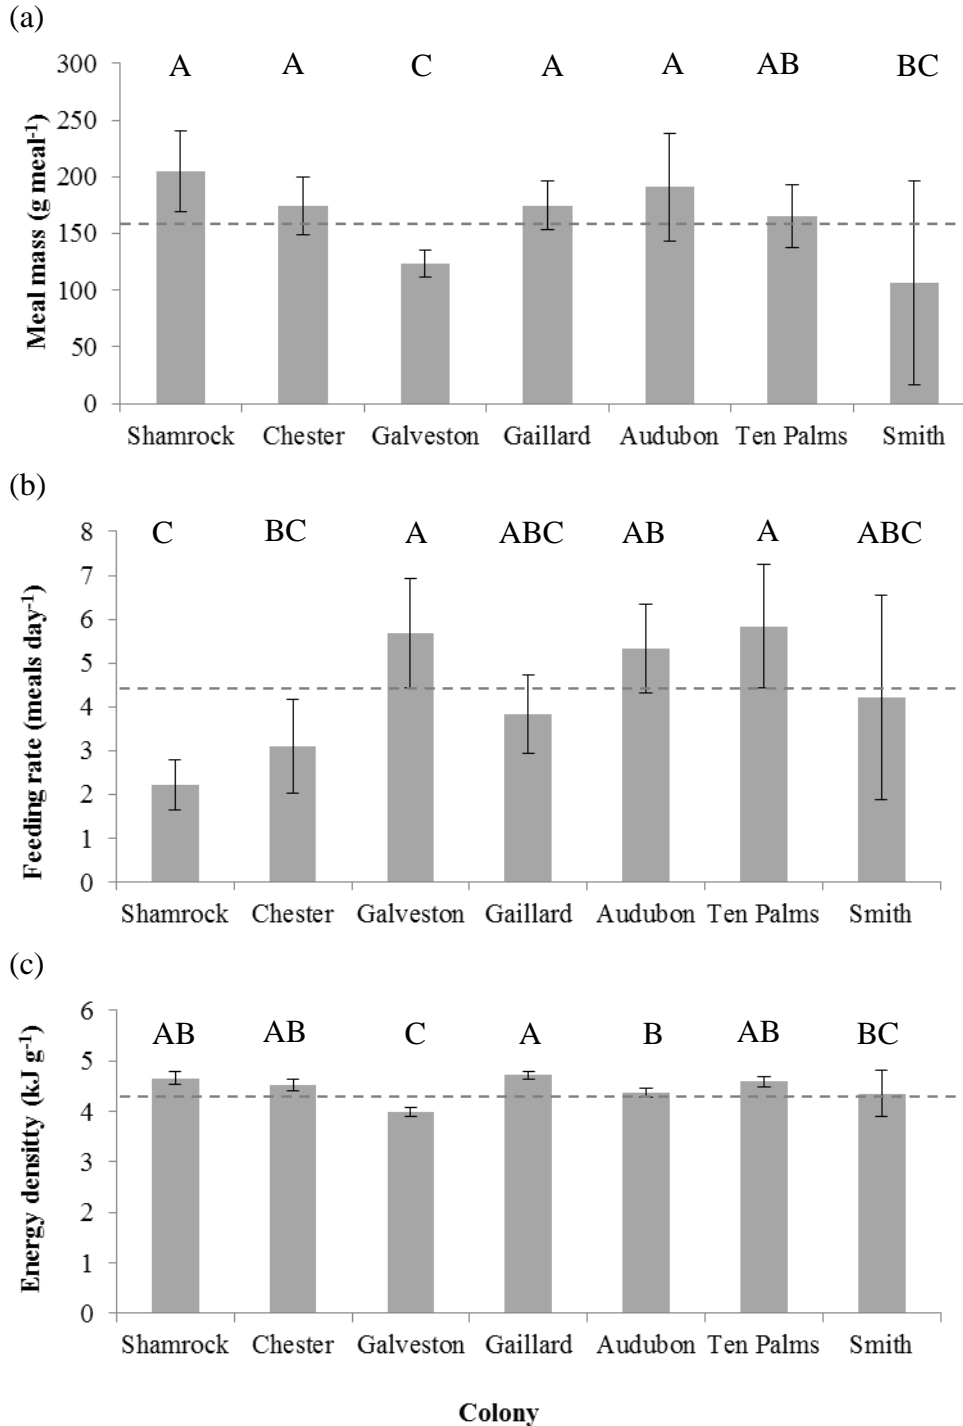 (a)
Meal mass (g meal-1)
300
250
200
150
100
50
0
A A C A A AB BC
Shamrock Chester Galveston Gaillard Audubon Ten Palms Smith
(b)
Feeding rate (meals day-1)
8
7
6
5
4
3
2
1
0
C BC A ABC AB A ABC
Shamrock Chester Galveston Gaillard Audubon Ten Palms Smith
(c)
Energy densitty (kJ g-1)
6
5
4
3
2
1
0
AB AB C A B AB BC
Shamrock Chester Galveston Gaillard Audubon Ten Palms Smith
Colony